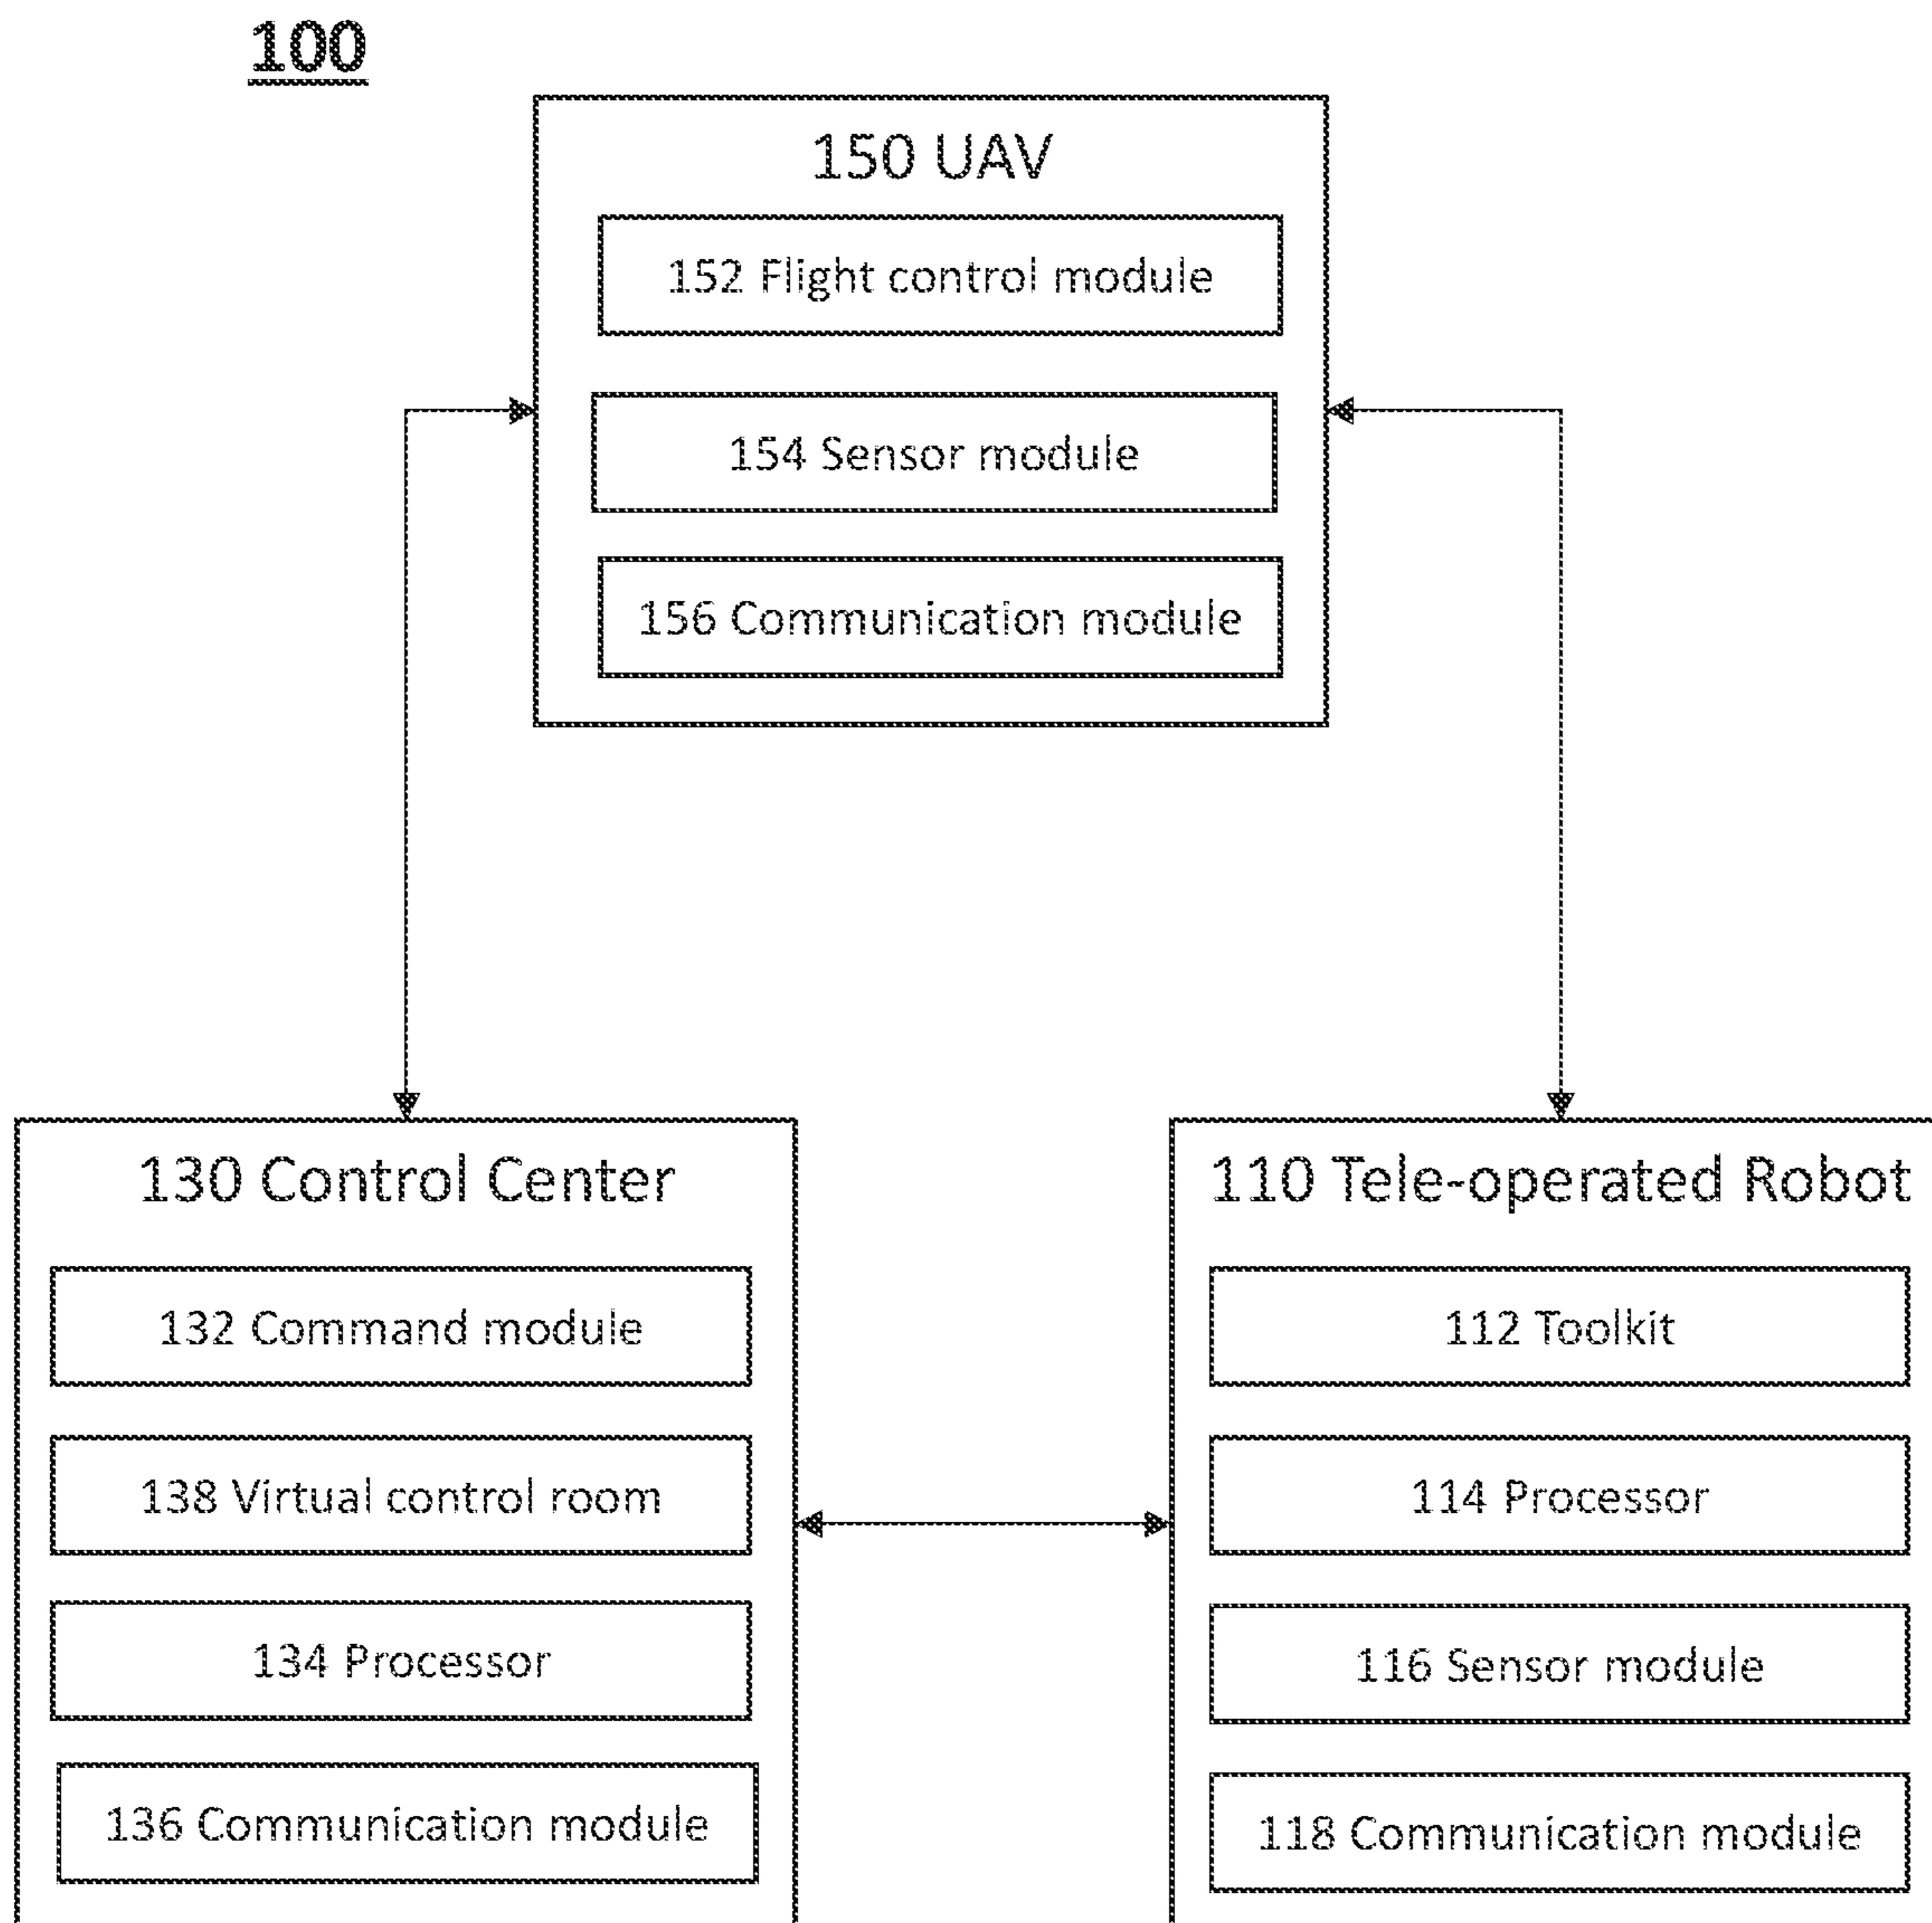 100
150 UAV
152 Flight control module
154 Sensor module
156 Communication module
130 Control Center
132 Command module
138 Virtual control room
134 Processor
136 Communication module
110 Tele-operated Robot
112 Toolkit
114 Processor
116 Sensor module
118 Communication module